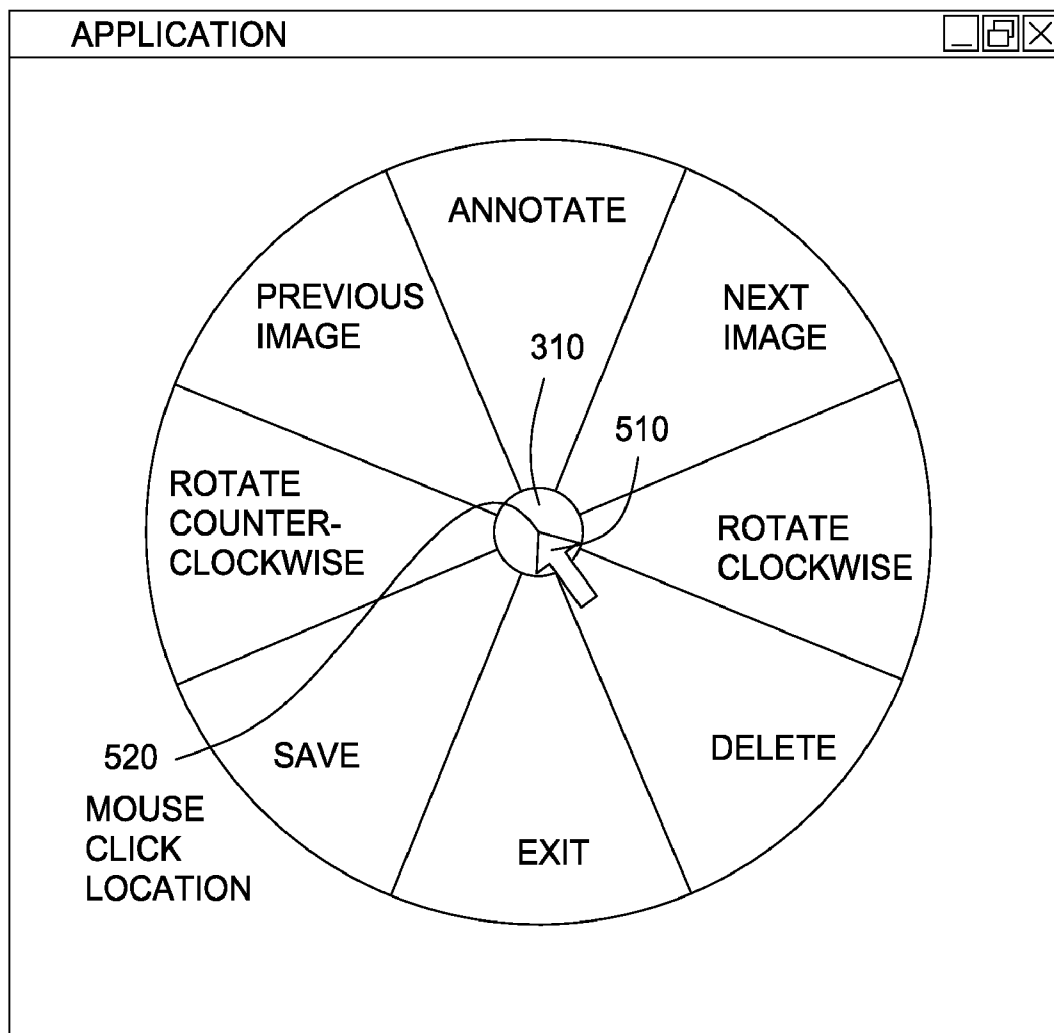 APPLICATION
ANNOTATE
PREVIOUS
IMAGE
NEXT
IMAGE
310
510
ROTATE
COUNTER-
CLOCKWISE
ROTATE
CLOCKWISE
520
MOUSE
CLICK
LOCATION
SAVE
DELETE
EXIT